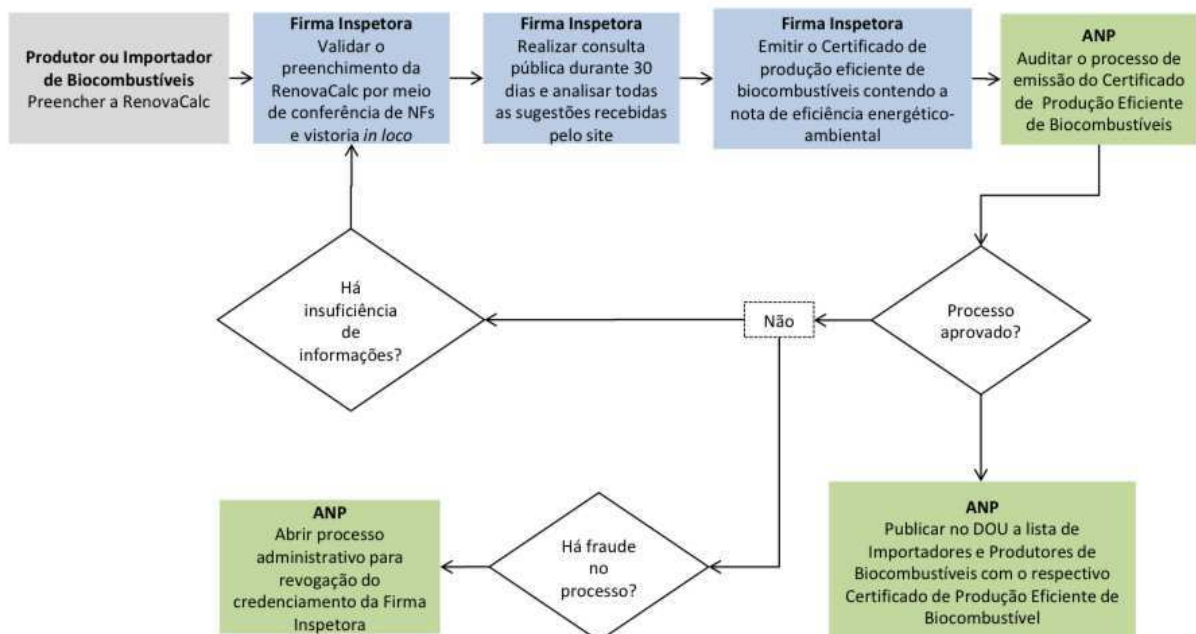 Produtor ou Importador
de Biocombustíveis
Preencher a RenovaCalc
Firma Inspetora
Validar o
preenchimento da
RenovaCalc por meio
de conferência de NFs
e vistoria in loco
Firma Inspetora
Realizar consulta
pública durante 30
dias e analisar todas
as sugestões recebidas
pelo site
Firma Inspetora
Emitir o Certificado de
produção eficiente de
biocombustíveis contendo a
nota de eficiência energético-
ambiental
ANP
Auditar o processo de
emissão do Certificado
de Produção Eficiente
de Biocombustíveis
Há
insuficiência
de
informações?
Não
Processo
aprovado?
ANP
Abrir processo
administrativo para
revogação do
credenciamento da Firma
Inspetora
Há fraude
no
processo?
ANP
Publicar no DOU a lista de
Importadores e Produtores de
Biocombustíveis com o respectivo
Certificado de Produção Eficiente de
Biocombustível